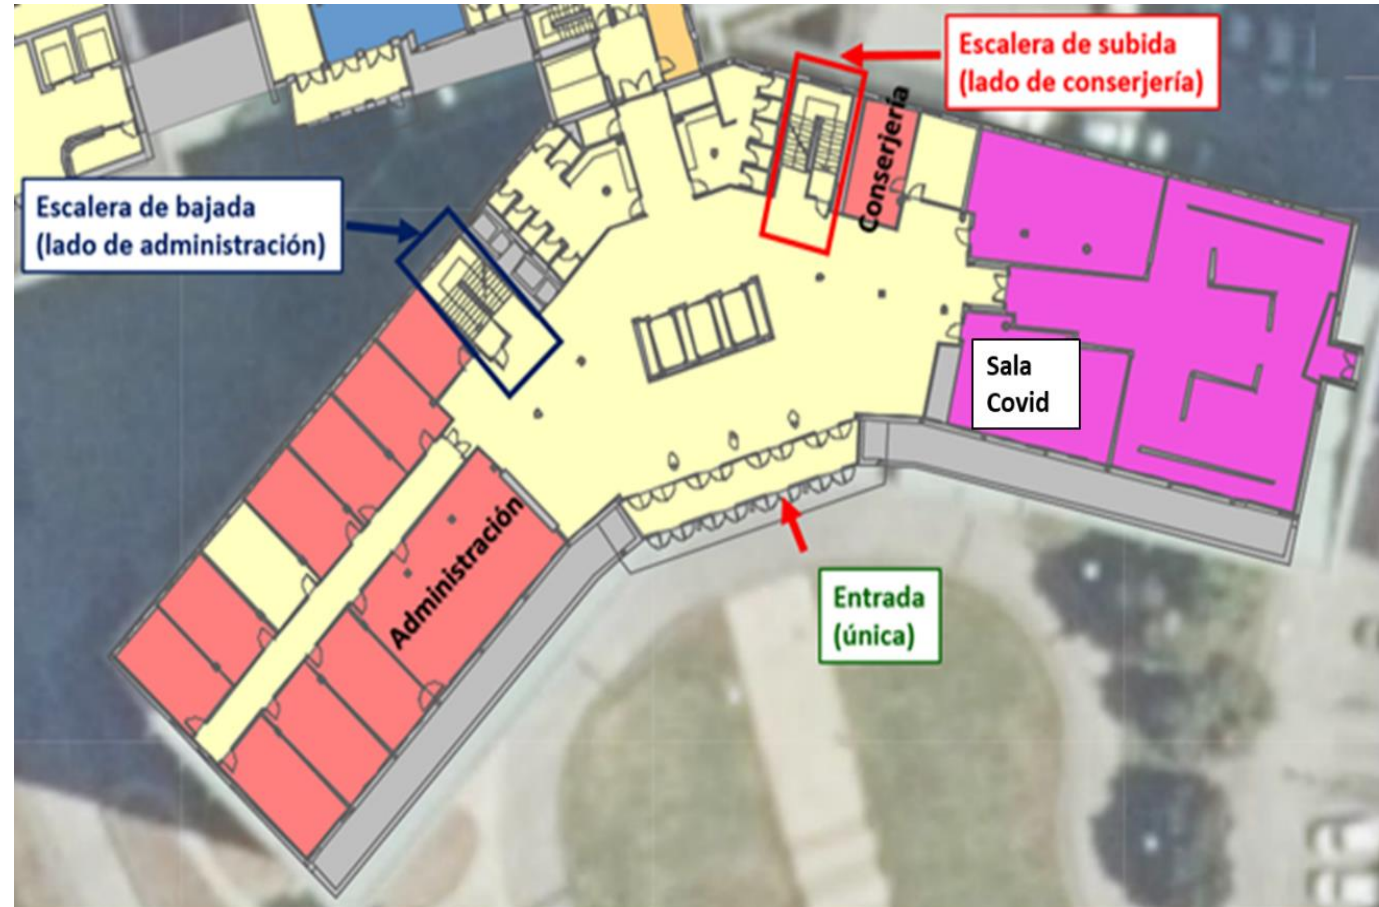 Escalera de subida
(lado de conserjería)
Conserjería
Escalera de bajada
(lado de administración)
Sala
Covid
Administración
Entrada
(única)